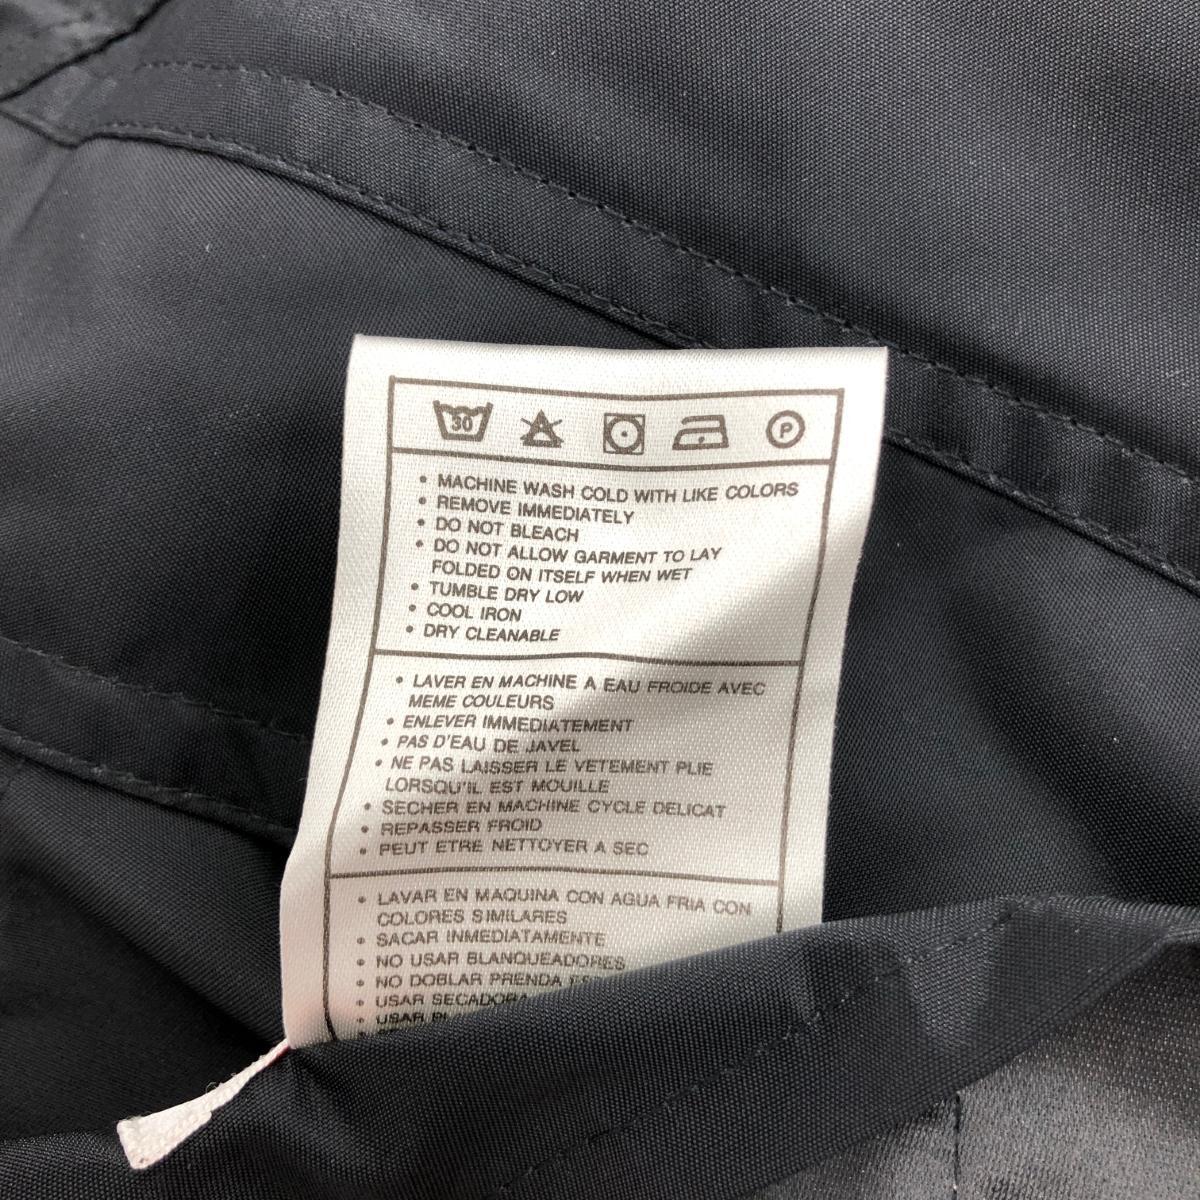 30 P
• MACHINE WASH COLD WITH LIKE COLORS
• REMOVE IMMEDIATELY
• DO NOT BLEACH
• DO NOT ALLOW GARMENT TO LAY
FOLDED ON ITSELF WHEN WET
• TUMBLE DRY LOW
• COOL IRON
• DRY CLEANABLE
• LAVER EN MACHINE A EAU FROIDE AVEC
MEME COULEURS
• ENLEVER IMMEDIATEMENT
• PAS D'EAU DE JAVEL
• NE PAS LAISSER LE VETEMENT PLIE
LORSQU'IL EST MOUILLE
• SECHER EN MACHINE CYCLE DELICAT
• REPASSER FROID
• PEUT ETRE NETTOYER A SEC
• LAVAR EN MAQUINA CON AGUA FRIA CON
COLORES SIMILARES
• SACAR INMEDIATAMENTE
• NO USAR BLANQUEADORES
• NO DOBLAR PRENDA
• USAR SECADORA
• USAR